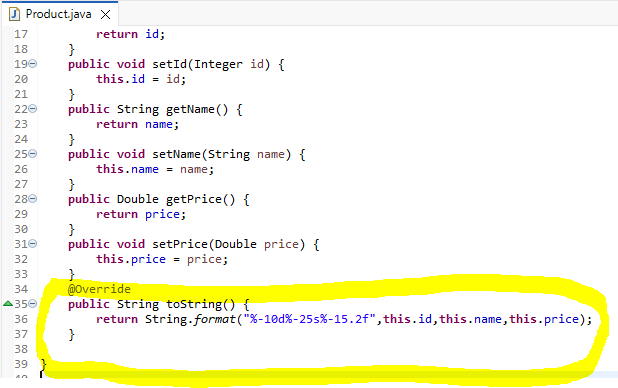 Product.java
17 return id;
18 }
19 public void setId(Integer id) {
20 this.id = id;
21 }
22 public String getName() {
23 return name;
24 }
25 public void setName(String name) {
26 this.name = name;
27 }
28 public Double getPrice() {
29 return price;
30 }
31 public void setPrice(Double price) {
32 this.price = price;
33 }
34 @Override
35 public String toString() {
36 return String.format("%-10d%-25s%-15.2f",this.id,this.name,this.price);
37 }
38
39 }